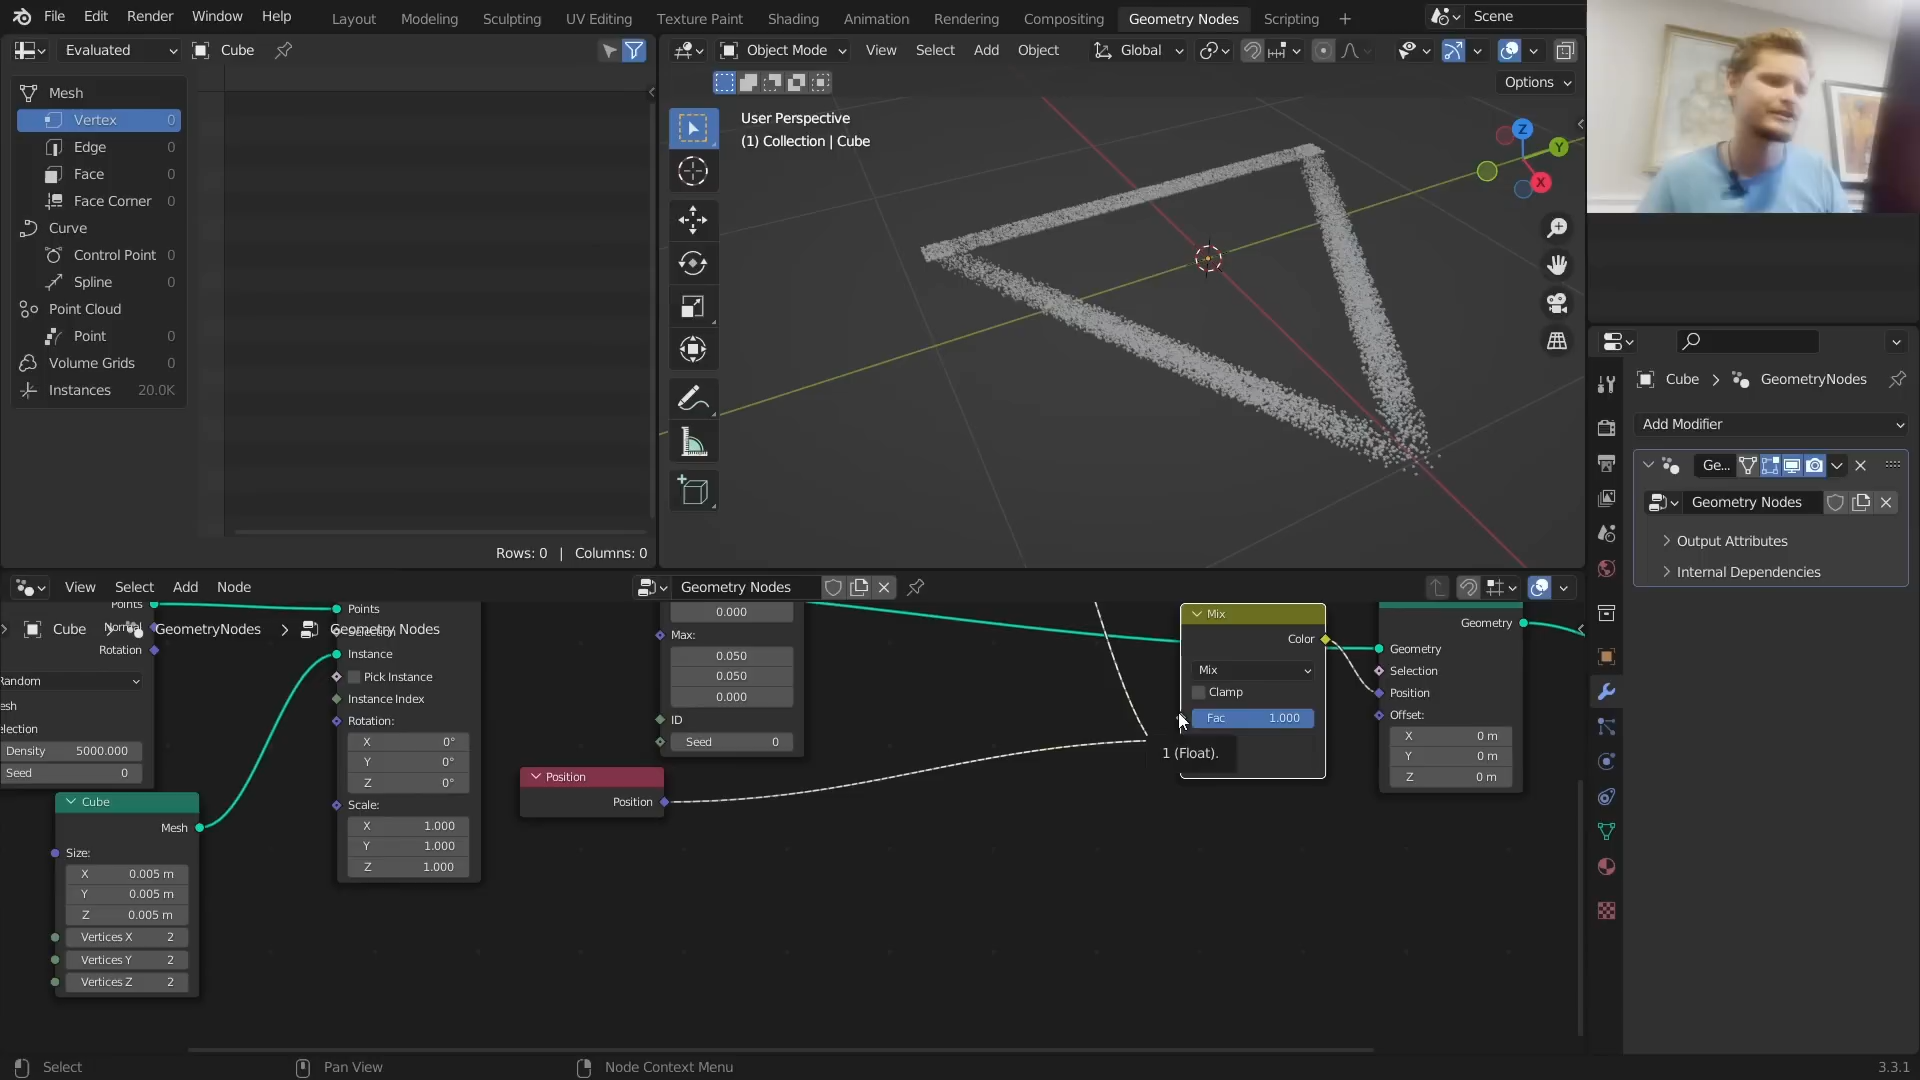 File Edit Render Window Help
Layout Modeling Sculpting UV Editing Texture Paint Shading Animation Rendering Compositing Geometry Nodes Scripting +
Scene
Evaluated Cube
Mesh
Vertex 0
Edge 0
Face 0
Face Corner 0
Curve
Control Point 0
Spline 0
Point Cloud
Point 0
Volume Grids 0
Instances 20.0K
Rows: 0 | Columns: 0
Object Mode View Select Add Object Global
Options
User Perspective
(1) Collection | Cube
Z
Y
X
Cube > GeometryNodes
Add Modifier
Ge...
Geometry Nodes
Output Attributes
Internal Dependencies
View Select Add Node
Geometry Nodes
Cube > GeometryNodes > Geometry Nodes
Points
Normal
Rotation
Density 5000.000
Seed 0
Cube
Mesh
Size:
X 0.005 m
Y 0.005 m
Z 0.005 m
Vertices X 2
Vertices Y 2
Vertices Z 2
Points
Instance
Pick Instance
Instance Index
Rotation:
X 0°
Y 0°
Z 0°
Scale:
X 1.000
Y 1.000
Z 1.000
0.000
Max:
0.050
0.050
0.000
ID
Seed 0
Position
Position
Mix
Color
Mix
Clamp
Fac 1.000
1 (Float).
Geometry
Geometry
Selection
Position
Offset:
X 0 m
Y 0 m
Z 0 m
Select Pan View Node Context Menu
3.3.1